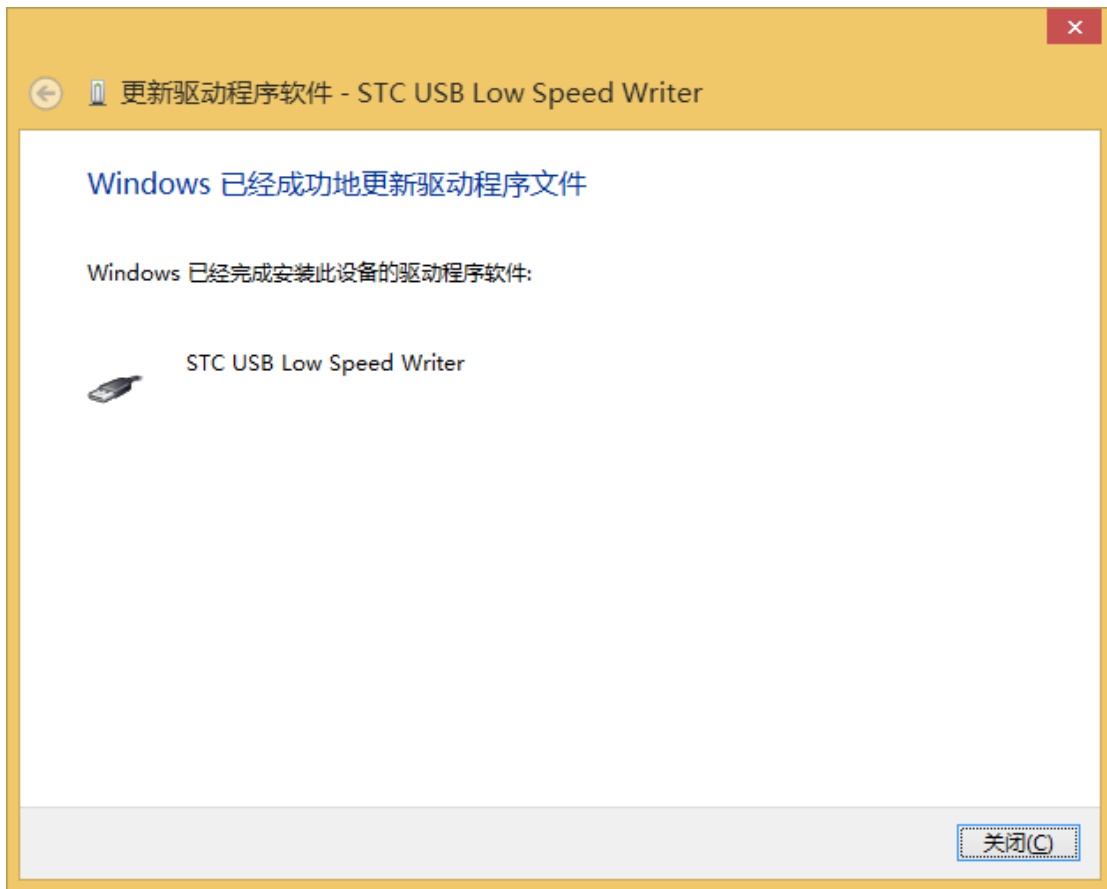 更新驱动程序软件 - STC USB Low Speed Writer
Windows 已经成功地更新驱动程序文件
Windows 已经完成安装此设备的驱动程序软件:
STC USB Low Speed Writer
关闭(C)